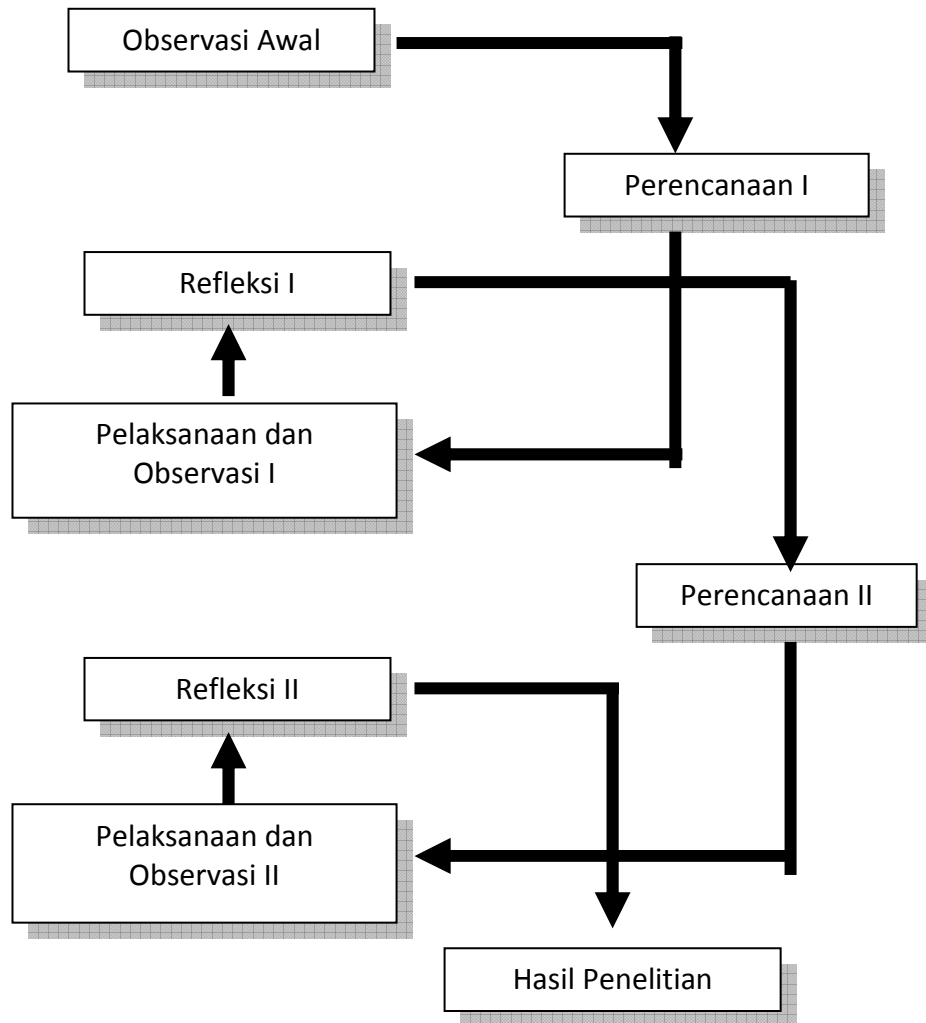 Observasi Awal
Perencanaan I
Refleksi I
Pelaksanaan dan
Observasi I
Perencanaan II
Refleksi II
Pelaksanaan dan
Observasi II
Hasil Penelitian